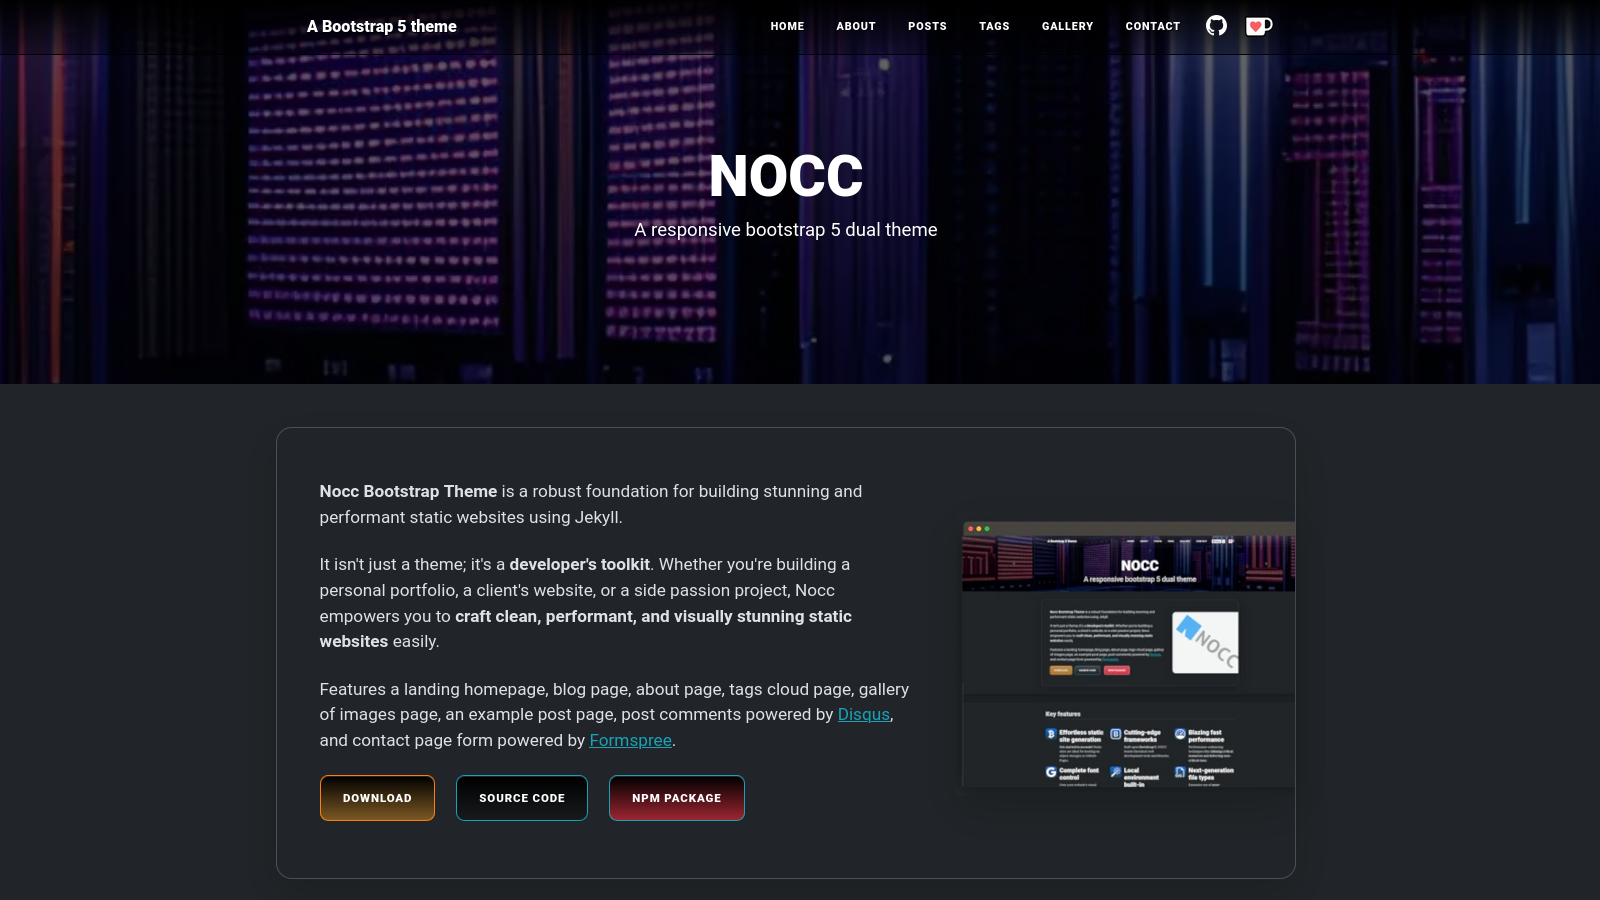 A Bootstrap 5 theme
HOME ABOUT POSTS TAGS GALLERY CONTACT
NOCC
A responsive bootstrap 5 dual theme
Nocc Bootstrap Theme is a robust foundation for building stunning and
performant static websites using Jekyll.
It isn't just a theme; it's a developer's toolkit. Whether you're building a
personal portfolio, a client's website, or a side passion project, Nocc
empowers you to craft clean, performant, and visually stunning static
websites easily.
Features a landing homepage, blog page, about page, tags cloud page, gallery
of images page, an example post page, post comments powered by Disqus,
and contact page form powered by Formspree.
DOWNLOAD SOURCE CODE NPM PACKAGE
NOCC
A responsive bootstrap 5 dual theme
NOCC
Key features
Effortless static
site generation
Cutting-edge
frameworks
Blazing fast
performance
Complete font
control
Local
environment
built-in
Next-generation
file types